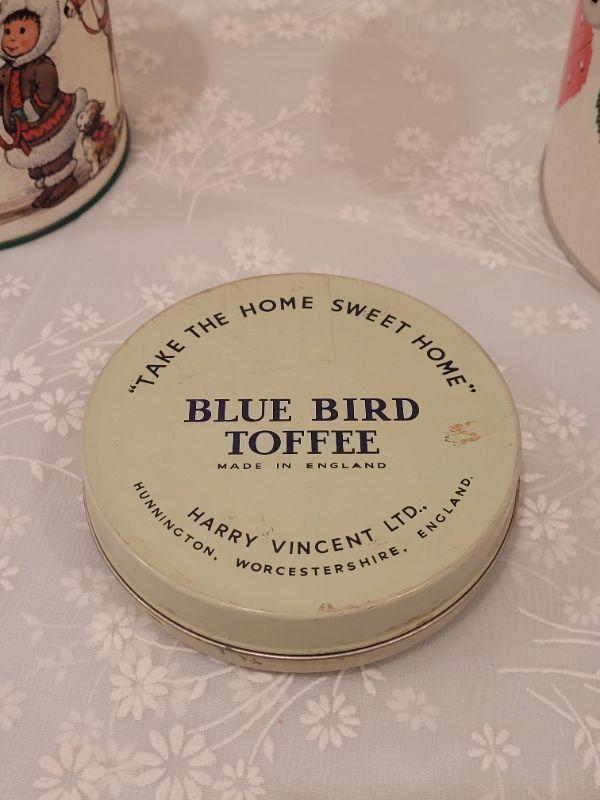 "TAKE THE HOME SWEET HOME"
BLUE BIRD
TOFFEE
MADE IN ENGLAND
HARRY VINCENT LTD.,
HUNNINGTON, WORCESTERSHIRE, ENGLAND.